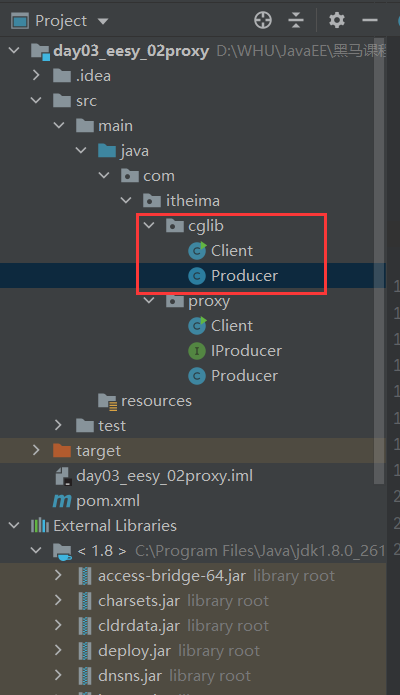 Project
day03_eesy_02proxy D:\WHU\JavaEE\黑马课程
.idea
src
main
java
com
itheima
cglib
Client
Producer
proxy
Client
IProducer
Producer
resources
test
target
day03_eesy_02proxy.iml
pom.xml
External Libraries
< 1.8 > C:\Program Files\Java\jdk1.8.0_261
access-bridge-64.jar library root
charsets.jar library root
cldrdata.jar library root
deploy.jar library root
dnsns.jar library root